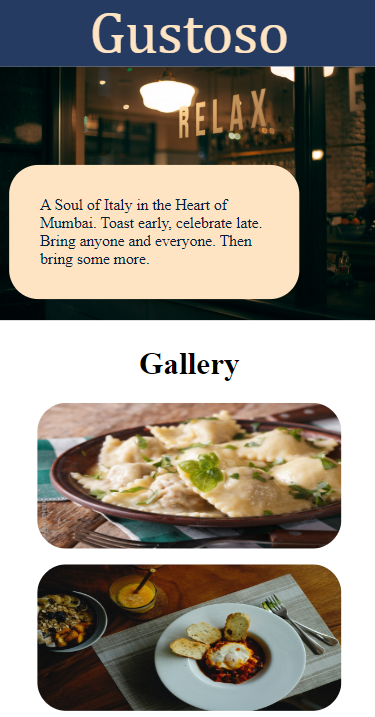 Gustoso
RELAX
E
A Soul of Italy in the Heart of
Mumbai. Toast early, celebrate late.
Bring anyone and everyone. Then
bring some more.
Gallery